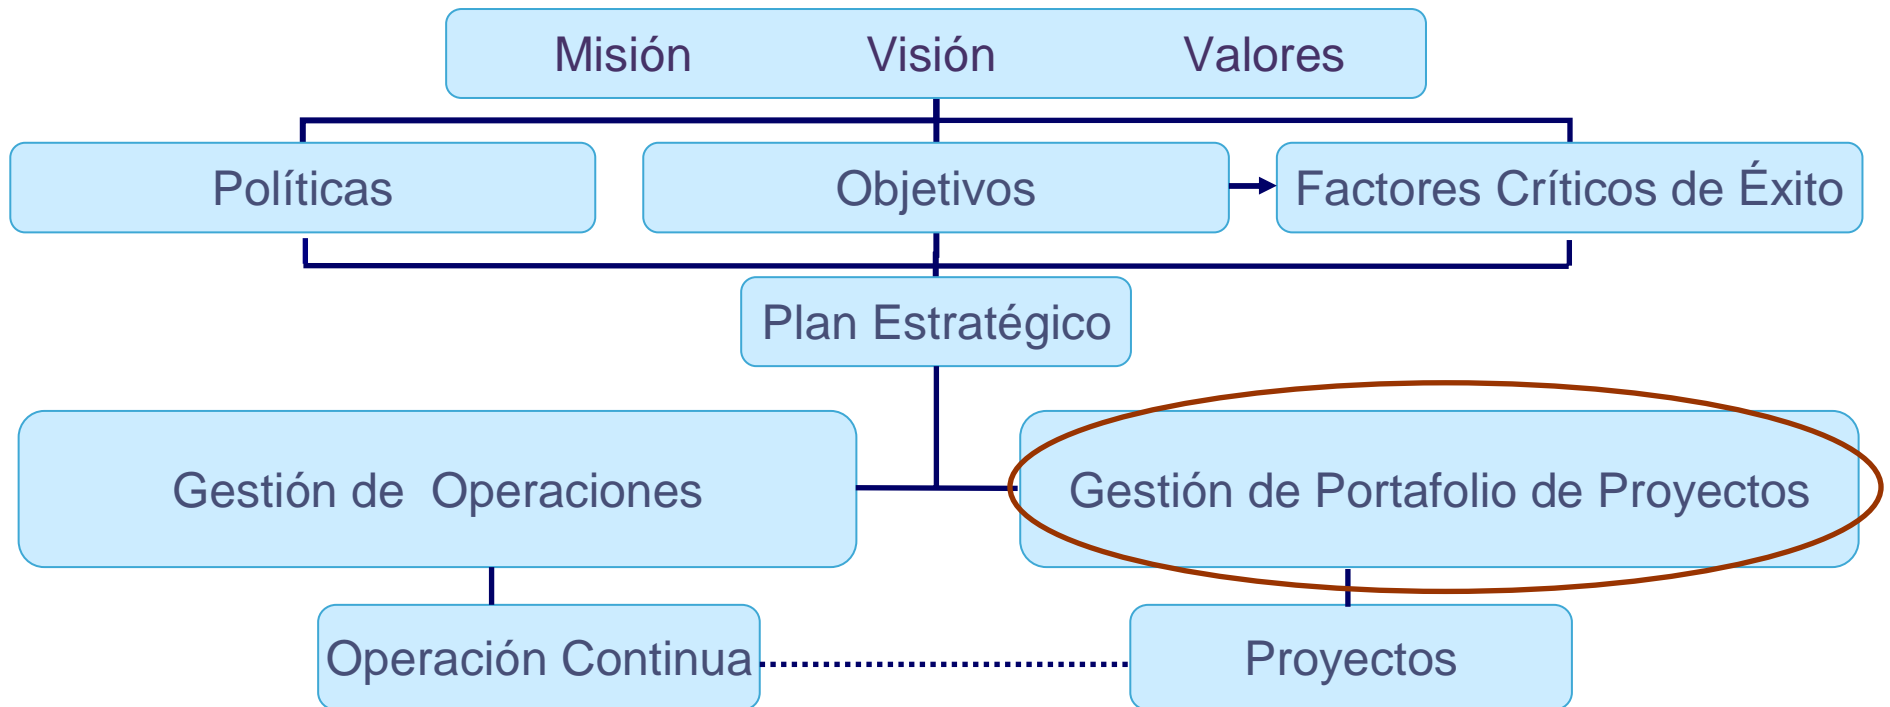 Misión Visión Valores
Políticas
Objetivos
Factores Críticos de Éxito
Plan Estratégico
Gestión de Operaciones
Gestión de Portafolio de Proyectos
Operación Continua
Proyectos